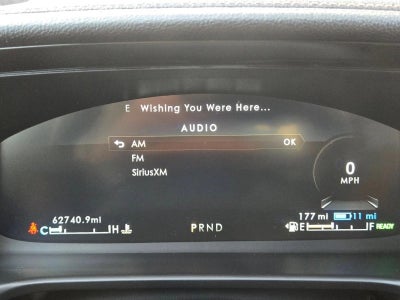 E Wishing You Were Here...
AUDIO
AM OK
FM
SiriusXM
0
MPH
62740.9mi
177 mi 11 mi
C H
PRND
E F READY